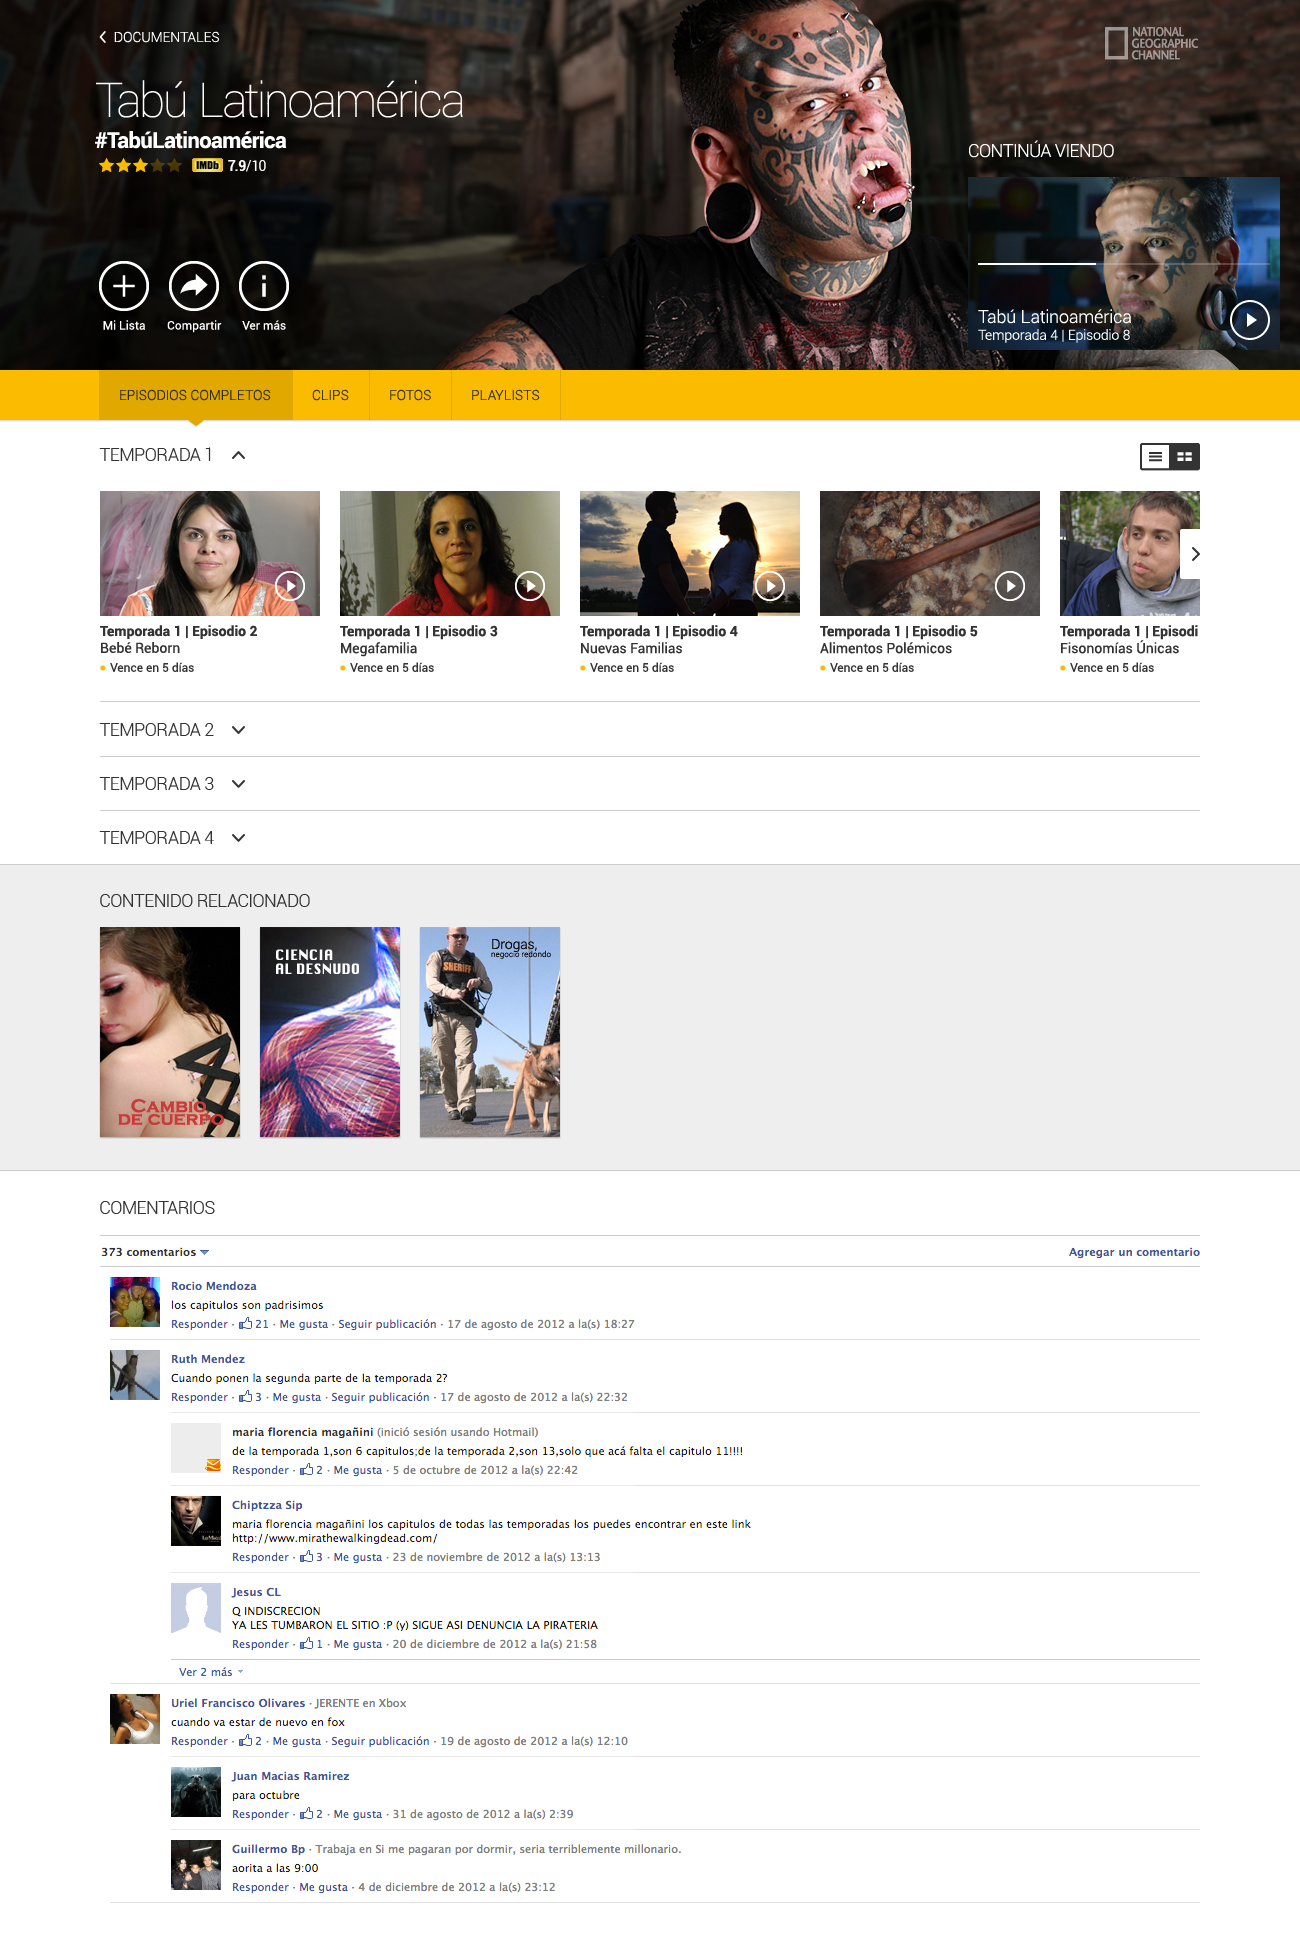 DOCUMENTALES
NATIONAL
GEOGRAPHIC
CHANNEL
Tabú Latinoamérica
#TabúLatinoamérica
IMDb 7.9/10
CONTINÚA VIENDO
Mi Lista
Compartir
Ver más
Tabú Latinoamérica
Temporada 4 | Episodio 8
EPISODIOS COMPLETOS
CLIPS
FOTOS
PLAYLISTS
TEMPORADA 1
Temporada 1 | Episodio 2
Bebé Reborn
Vence en 5 días
Temporada 1 | Episodio 3
Megafamilia
Vence en 5 días
Temporada 1 | Episodio 4
Nuevas Familias
Vence en 5 días
Temporada 1 | Episodio 5
Alimentos Polémicos
Vence en 5 días
Temporada 1 | Episodi
Fisonomías Únicas
Vence en 5 días
TEMPORADA 2
TEMPORADA 3
TEMPORADA 4
CONTENIDO RELACIONADO
CAMBIO
DE CUERPO
CIENCIA
AL DESNUDO
Drogas,
negocio redondo
SHERIFF
COMENTARIOS
373 comentarios
Agregar un comentario
Rocio Mendoza
los capitulos son padrisimos
Responder · 21 · Me gusta · Seguir publicación · 17 de agosto de 2012 a la(s) 18:27
Ruth Mendez
Cuando ponen la segunda parte de la temporada 2?
Responder · 3 · Me gusta · Seguir publicación · 17 de agosto de 2012 a la(s) 22:32
maria florencia magañini (inició sesión usando Hotmail)
de la temporada 1,son 6 capitulos;de la temporada 2,son 13,solo que acá falta el capitulo 11!!!!
Responder · 2 · Me gusta · 5 de octubre de 2012 a la(s) 22:42
Chiptzza Sip
maria florencia magañini los capitulos de todas las temporadas los puedes encontrar en este link
http://www.mirathewalkingdead.com/
Responder · 3 · Me gusta · 23 de noviembre de 2012 a la(s) 13:13
Jesus CL
Q INDISCRECION
YA LES TUMBARON EL SITIO :P (y) SIGUE ASI DENUNCIA LA PIRATERIA
Responder · 1 · Me gusta · 20 de diciembre de 2012 a la(s) 21:58
Ver 2 más
Uriel Francisco Olivares · JERENTE en Xbox
cuando va estar de nuevo en fox
Responder · 2 · Me gusta · Seguir publicación · 19 de agosto de 2012 a la(s) 12:10
Juan Macias Ramirez
para octubre
Responder · 2 · Me gusta · 31 de agosto de 2012 a la(s) 2:39
Guillermo Bp · Trabaja en Si me pagaran por dormir, seria terriblemente millonario.
aorita a las 9:00
Responder · Me gusta · 4 de diciembre de 2012 a la(s) 23:12